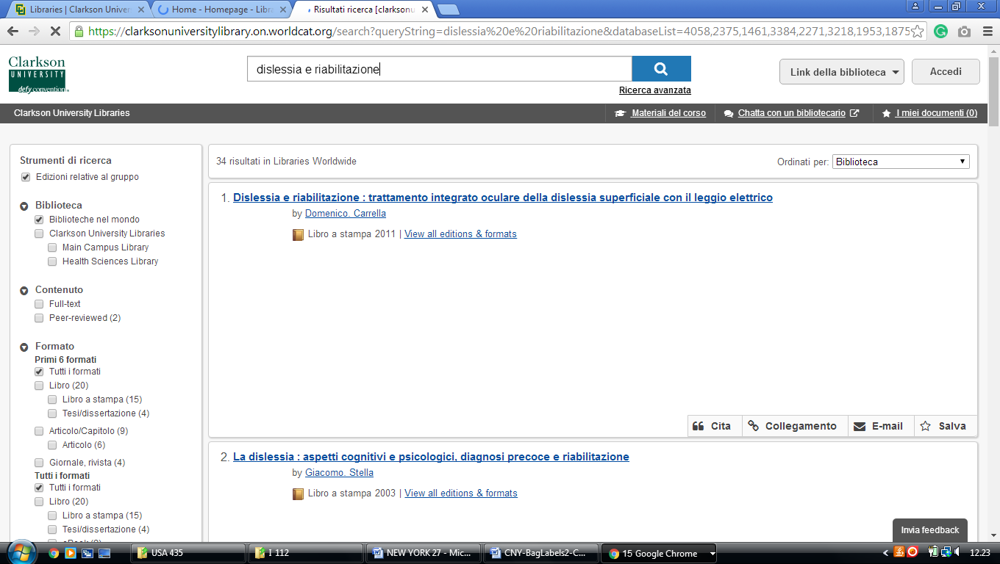 Libraries | Clarkson Univer
Home - Homepage - Libra
Risultati ricerca [clarksonu
https://clarksonuniversitylibrary.on.worldcat.org/search?queryString=dislessia%20e%20riabilitazione&databaseList=4058,2375,1461,3384,2271,3218,1953,1875
Clarkson
UNIVERSITY
defy convention
dislessia e riabilitazione
Ricerca avanzata
Link della biblioteca
Accedi
Clarkson University Libraries
Materiali del corso
Chatta con un bibliotecario
I miei documenti (0)
Strumenti di ricerca
Edizioni relative al gruppo
Biblioteca
Biblioteche nel mondo
Clarkson University Libraries
Main Campus Library
Health Sciences Library
Contenuto
Full-text
Peer-reviewed (2)
Formato
Primi 6 formati
Tutti i formati
Libro (20)
Libro a stampa (15)
Tesi/dissertazione (4)
Articolo/Capitolo (9)
Articolo (6)
Giornale, rivista (4)
Tutti i formati
Tutti i formati
Libro (20)
Libro a stampa (15)
Tesi/dissertazione (4)
34 risultati in Libraries Worldwide
Ordinati per: Biblioteca
1. Dislessia e riabilitazione : trattamento integrato oculare della dislessia superficiale con il leggio elettrico
by Domenico. Carrella
Libro a stampa 2011 | View all editions & formats
Cita
Collegamento
E-mail
Salva
2. La dislessia : aspetti cognitivi e psicologici, diagnosi precoce e riabilitazione
by Giacomo. Stella
Libro a stampa 2003 | View all editions & formats
Invia feedback
USA 435
I 112
NEW YORK 27 - Mic...
CNY-BagLabels2-C...
15 Google Chrome
12.23